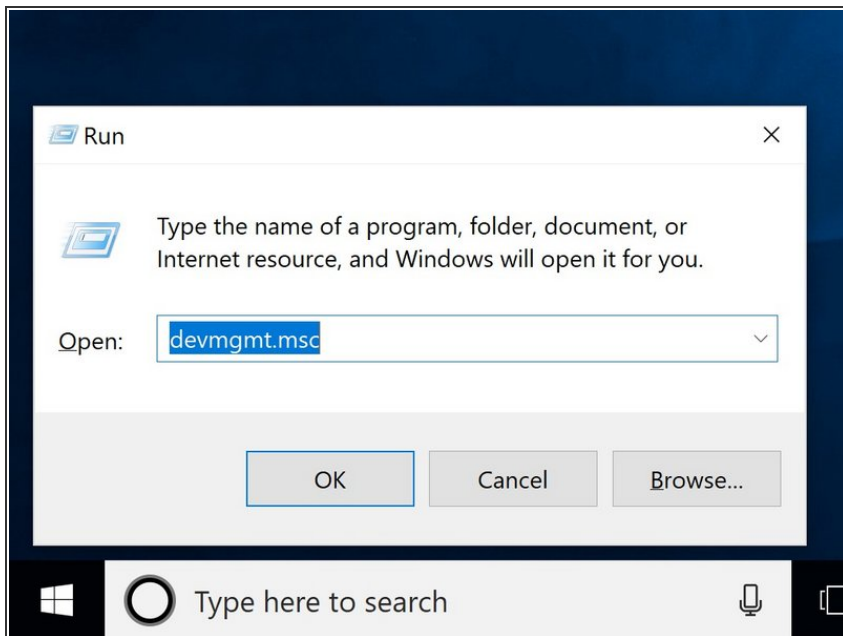 Run
Type the name of a program, folder, document, or
Internet resource, and Windows will open it for you.
Open:
devmgmt.msc
OK
Cancel
Browse...
Type here to search